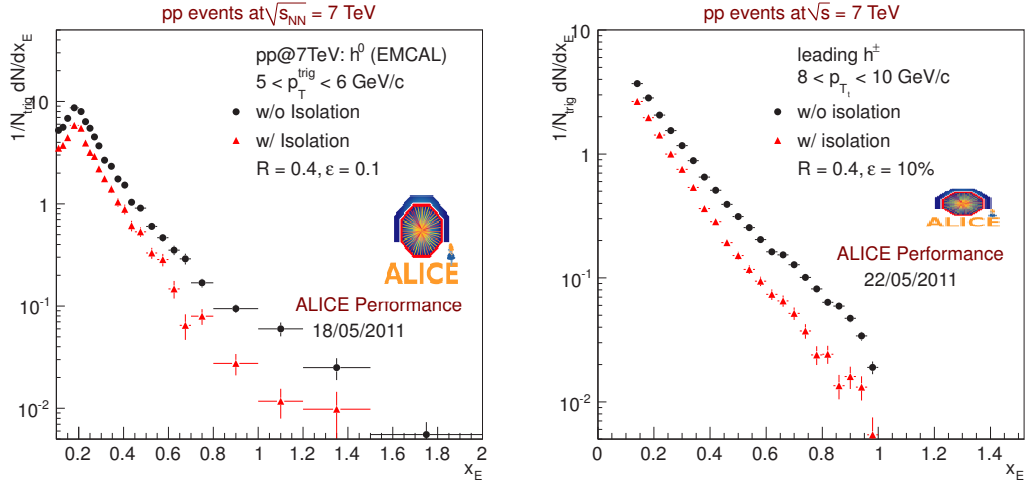 pp events at √s_NN = 7 TeV
1/N_trig dN/dx_E
pp@7TeV: h^0 (EMCAL)
5 < p_T^trig < 6 GeV/c
w/o Isolation
w/ Isolation
R = 0.4, ε = 0.1
ALICE
ALICE Performance
18/05/2011
10
1
10^-1
10^-2
0.2 0.4 0.6 0.8 1 1.2 1.4 1.6 1.8 2
x_E
pp events at √s = 7 TeV
1/N_trig dN/dx_E
leading h^±
8 < p_T_t < 10 GeV/c
w/o Isolation
w/ isolation
R = 0.4, ε = 10%
ALICE
ALICE Performance
22/05/2011
10
1
10^-1
10^-2
0 0.2 0.4 0.6 0.8 1 1.2 1.4
x_E